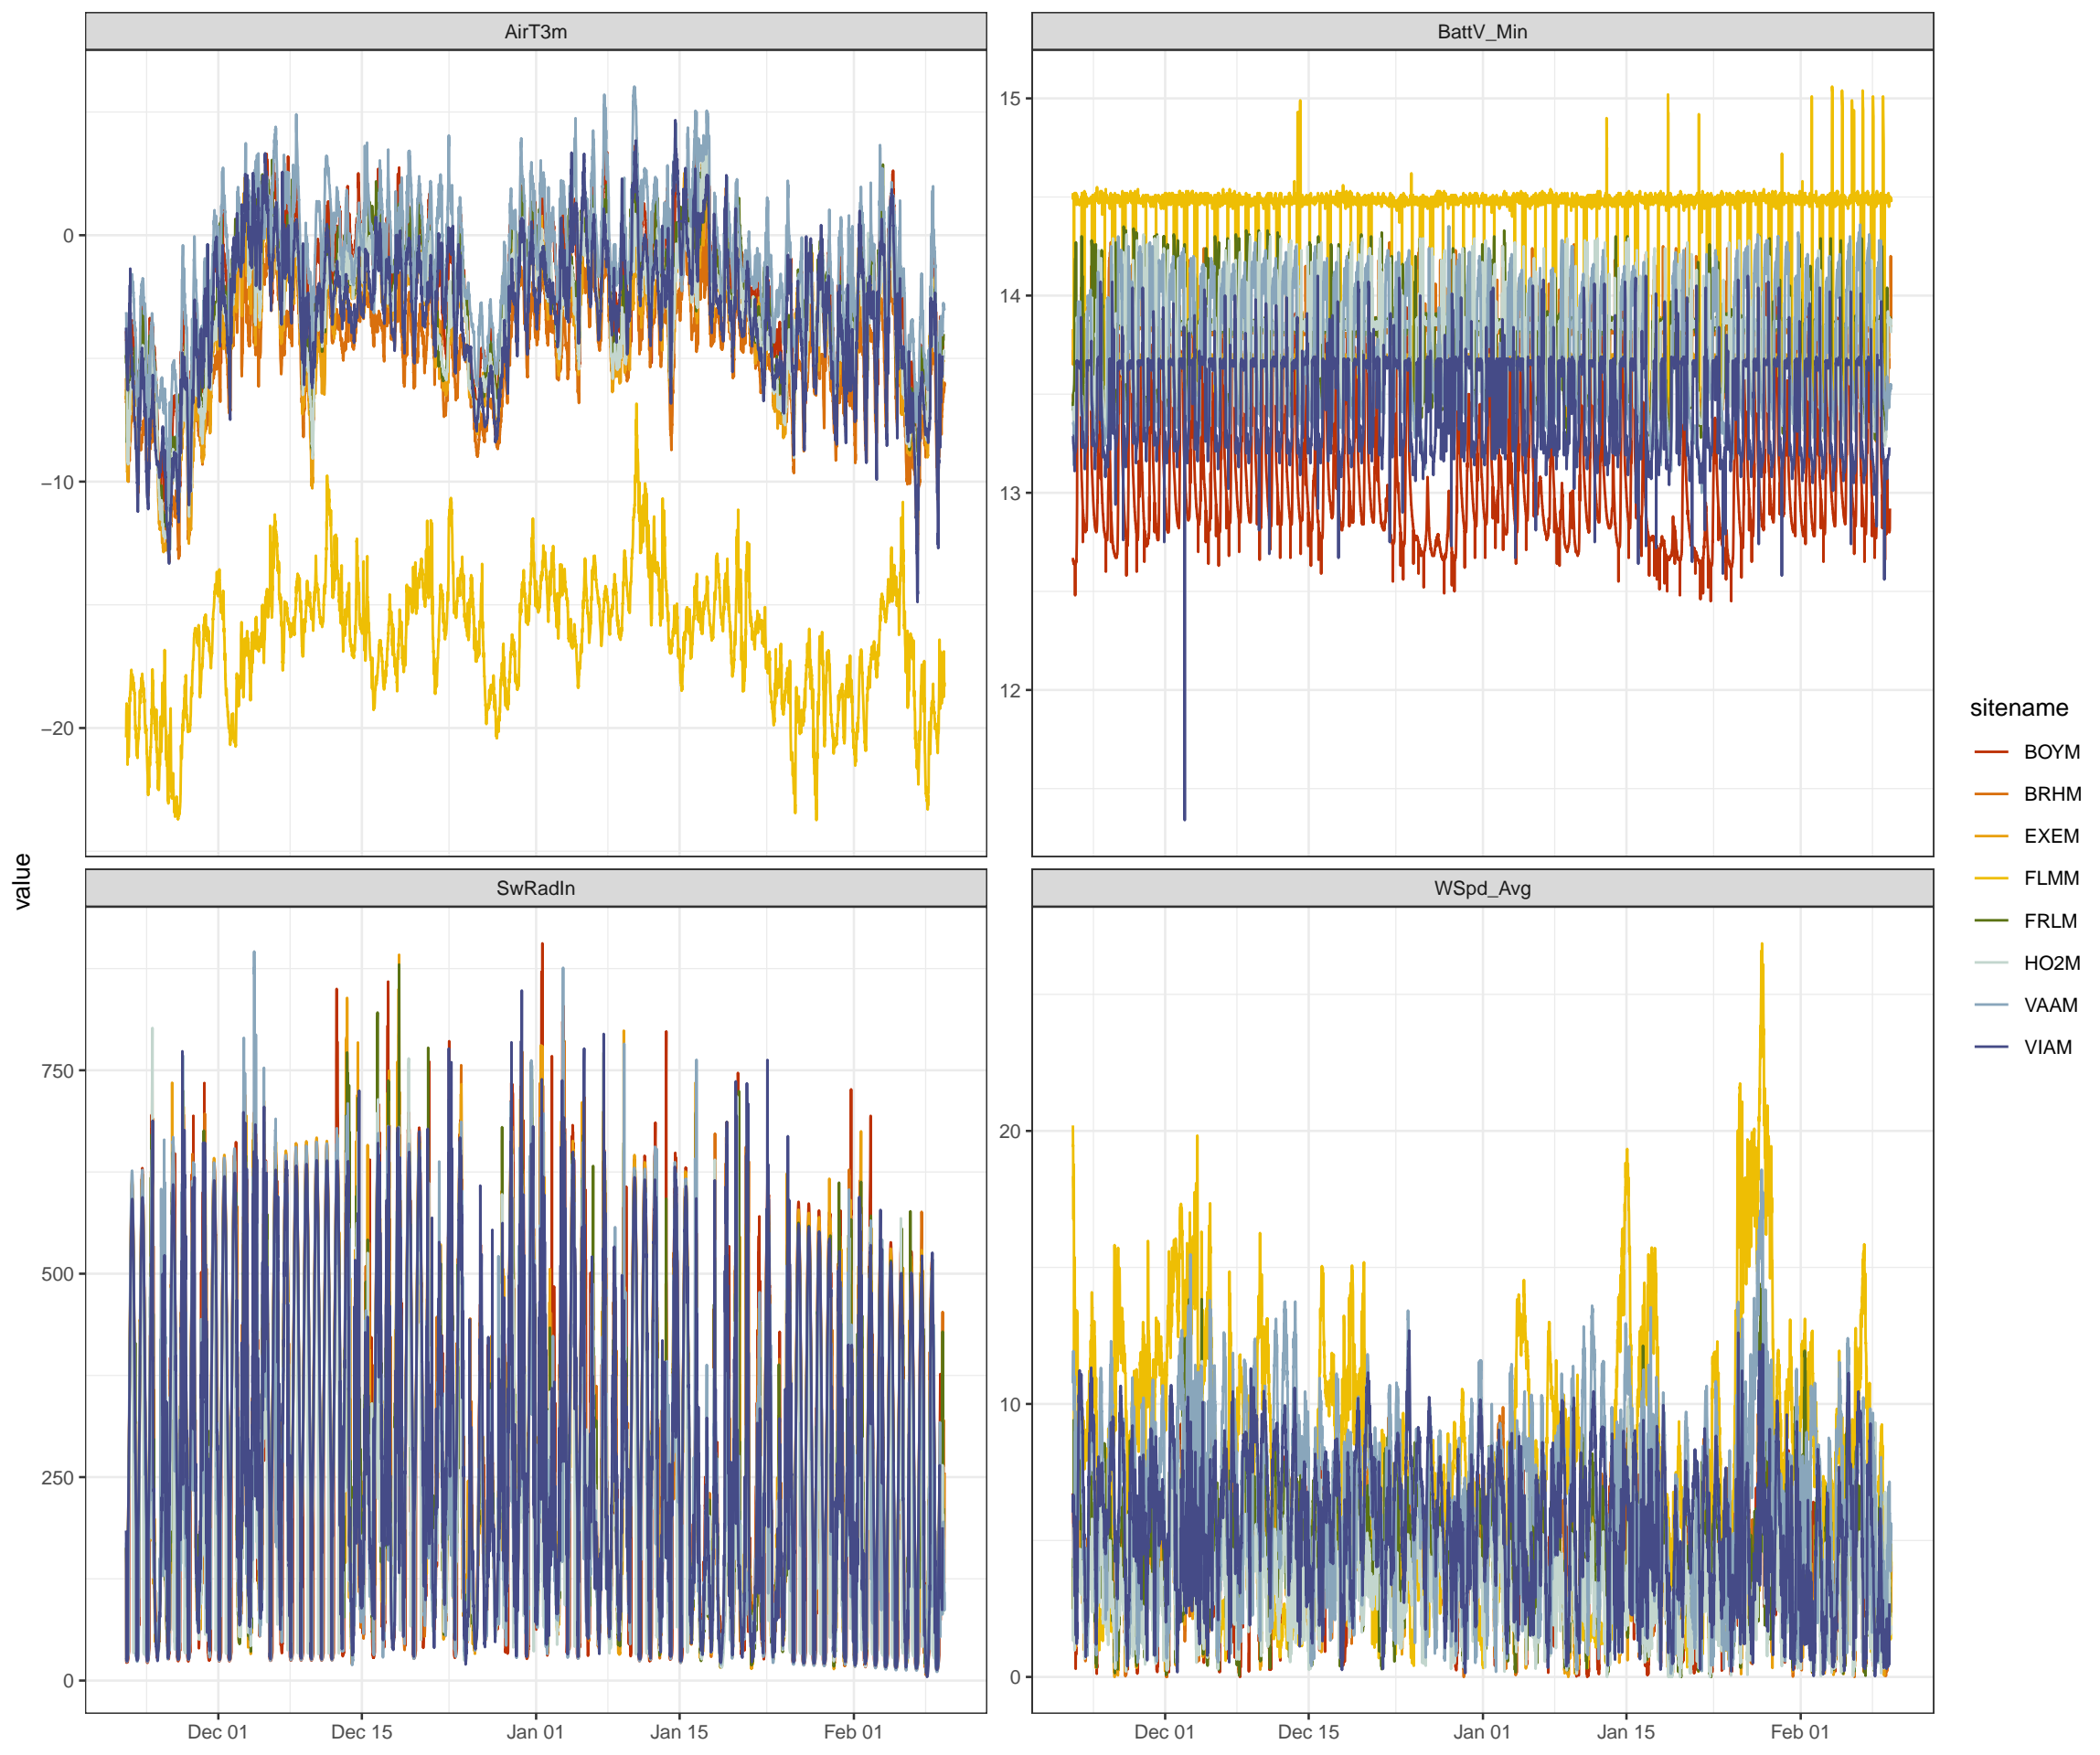 AirT3m
BattV_Min
0
−10
−20
15
14
13
12
value
SwRadIn
WSpd_Avg
750
500
250
0
20
10
0
Dec 01
Dec 15
Jan 01
Jan 15
Feb 01
Dec 01
Dec 15
Jan 01
Jan 15
Feb 01
sitename
BOYM
BRHM
EXEM
FLMM
FRLM
HO2M
VAAM
VIAM